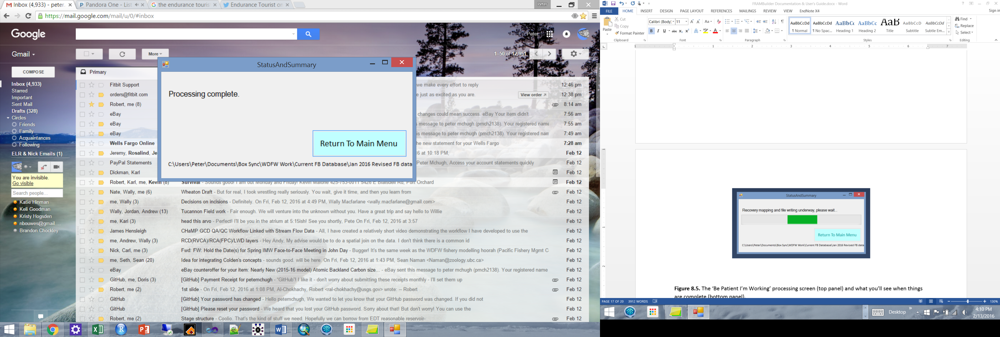 Inbox (4,933) - peter.
Pandora One - List
the endurance touris
Endurance Tourist on
Peter
https://mail.google.com/mail/u/0/#inbox
Google
Peter
Gmail
More
1–50 of 12,951
COMPOSE
Inbox (4,933)
Starred
Important
Sent Mail
Drafts (328)
Circles
Friends
Family
Acquaintances
Following
ELR & Nick Emails (1)
You are invisible.
Go visible
Search people...
Katie Hinman
Keli Goodman
Kristy Hogsden
nbouwes@gmail....
Brandon Chockley
Primary
Fitbit Support we make every effort to reply 12:46 pm
orders@fitbit.com e just as excited as you are. View order 12:38 pm
Robert, me (8) 8:14 am
eBay changes could mean success. eBay Your item didn't 7:56 am
eBay s message to peter mchugh (pmch2138). Your registered name 7:55 am
eBay is message to peter mchugh (pmch2138). Your registered nam 7:49 am
Wells Fargo Online he new statement for your Wells Fargo 7:28 am
Jeremy, Rosalind, Je 16 at 10:18 PM, Feb 12
PayPal Statements Peter Mchugh, Access your account statements quickly Feb 12
Dickman, Karl Feb 12
Robert, Karl, me, Kevin (8) Survival - Sounds good! I am out Monday and Friday! Kevin Malone 425-753-0011 5426 E Blaisdell Rd, Port Orchard Feb 12
Nate, Wally, me (6) Wheaton Draft - But for real, I took wrestling really seriously. You wait, give it time, and then you learn from Feb 12
me, Wally (3) Decisions on incisions - Definitely. On Fri, Feb 12, 2016 at 4:49 PM, Wally Macfarlane <wally.macfarlane@gmail.com> Feb 12
Wally, Jordan, Andrew (13) Tucannon Field work - Fair enough. We will venture into the unknown without you. Have a great trip and say hello to Willie Feb 12
me, Kari (3) head this arvo - Perfect! I'll be you in the atrium at 5:15ish! See you shortly, Pete On Fri, Feb 12, 2016 at 3:57 Feb 12
James Hensleigh CHaMP GCD QA/QC Workflow Linked with Stream Flow Data - All, I have created a relatively short video demonstrating the workflow I have developed to use the Feb 12
me, Andrew, Wally (3) RCD(RVCA)/RCA(FPC)/LWD layers - Hey Andy, My advise would be to do a spatial join on the data. I don't think there is a common id Feb 12
Nick, Carl, me (3) Fwd: FW: Hold the Date(s) for Spring IMW Face-to-Face Meeting in John Day - Bugger! It's the same week as the WDFW fishery modelling hoorah (Pacific Fishery Mgmt C Feb 12
me, Seth, Sean (20) Idea for integrating Colden's concepts - sounds good. will be here. On Fri, Feb 12, 2016 at 1:43 PM, Sean Naman <Naman@zoology.ubc.ca> Feb 12
eBay eBay counteroffer for your item: Nearly New (2015-16 model) Atomic Backland Carbon size... - eBay sent this message to peter mchugh (pmch2138). Your registered name Feb 12
GitHub, me, Doris (3) [GitHub] Payment Receipt for petemchugh - "GitHub"! I like it - don't worry about submitting these receipts monthly - I'll set them up Feb 12
Robert, me (2) 1st slide - On Fri, Feb 12, 2016 at 1:08 PM, Al-Chokhachy, Robert <ral-chokhachy@usgs.gov> wrote: -- Robert Feb 12
GitHub [GitHub] Your password has changed - Hello petemchugh, We wanted to let you know that your GitHub password was changed. If you did not Feb 12
GitHub [GitHub] Please reset your password - We heard that you lost your GitHub password. Sorry about that! But don't worry! You can use the Feb 12
Robert, me (2) Stage structure - Coolio. That's the kind of stuff we need. Hopefully we can borrow from EDT reasonable reservoir- Feb 12
StatusAndSummary
Processing complete.
Return To Main Menu
C:\Users\Peter\Documents\Box Sync\WDFW Work\Current FB Database\Jan 2016 Revised FB data
FRAMBuilder Documentation & User's Guide.docx - Word
Sign in
FILE HOME INSERT DESIGN PAGE LAYOUT REFERENCES MAILINGS REVIEW VIEW EndNote X4
Paste
Cut
Copy
Format Painter
Clipboard
Calibri (Body) 11
Font
Paragraph
AaBbCcDd AaBbCcDd AaBbCc AaBbCc AaB AaBbCcD AaBbCcDd
¶ Normal ¶ No Spac... Heading 1 Heading 2 Title Subtitle Subtle Em...
Styles
Find
Replace
Select
Editing
1 1 2 3 4 5 6 7
StatusAndSummary
Recovery mapping and file writing underway, please wait...
Return To Main Menu
C:\Users\Peter\Documents\Box Sync\WDFW Work\Current FB Database\Jan 2016 Revised FB data
Figure 8.5. The ‘Be Patient I’m Working’ processing screen (top panel) and what you’ll see when things
are complete (bottom panel).
PAGE 17 OF 20 3912 WORDS 130%
Desktop
4:10 PM
2/13/2016